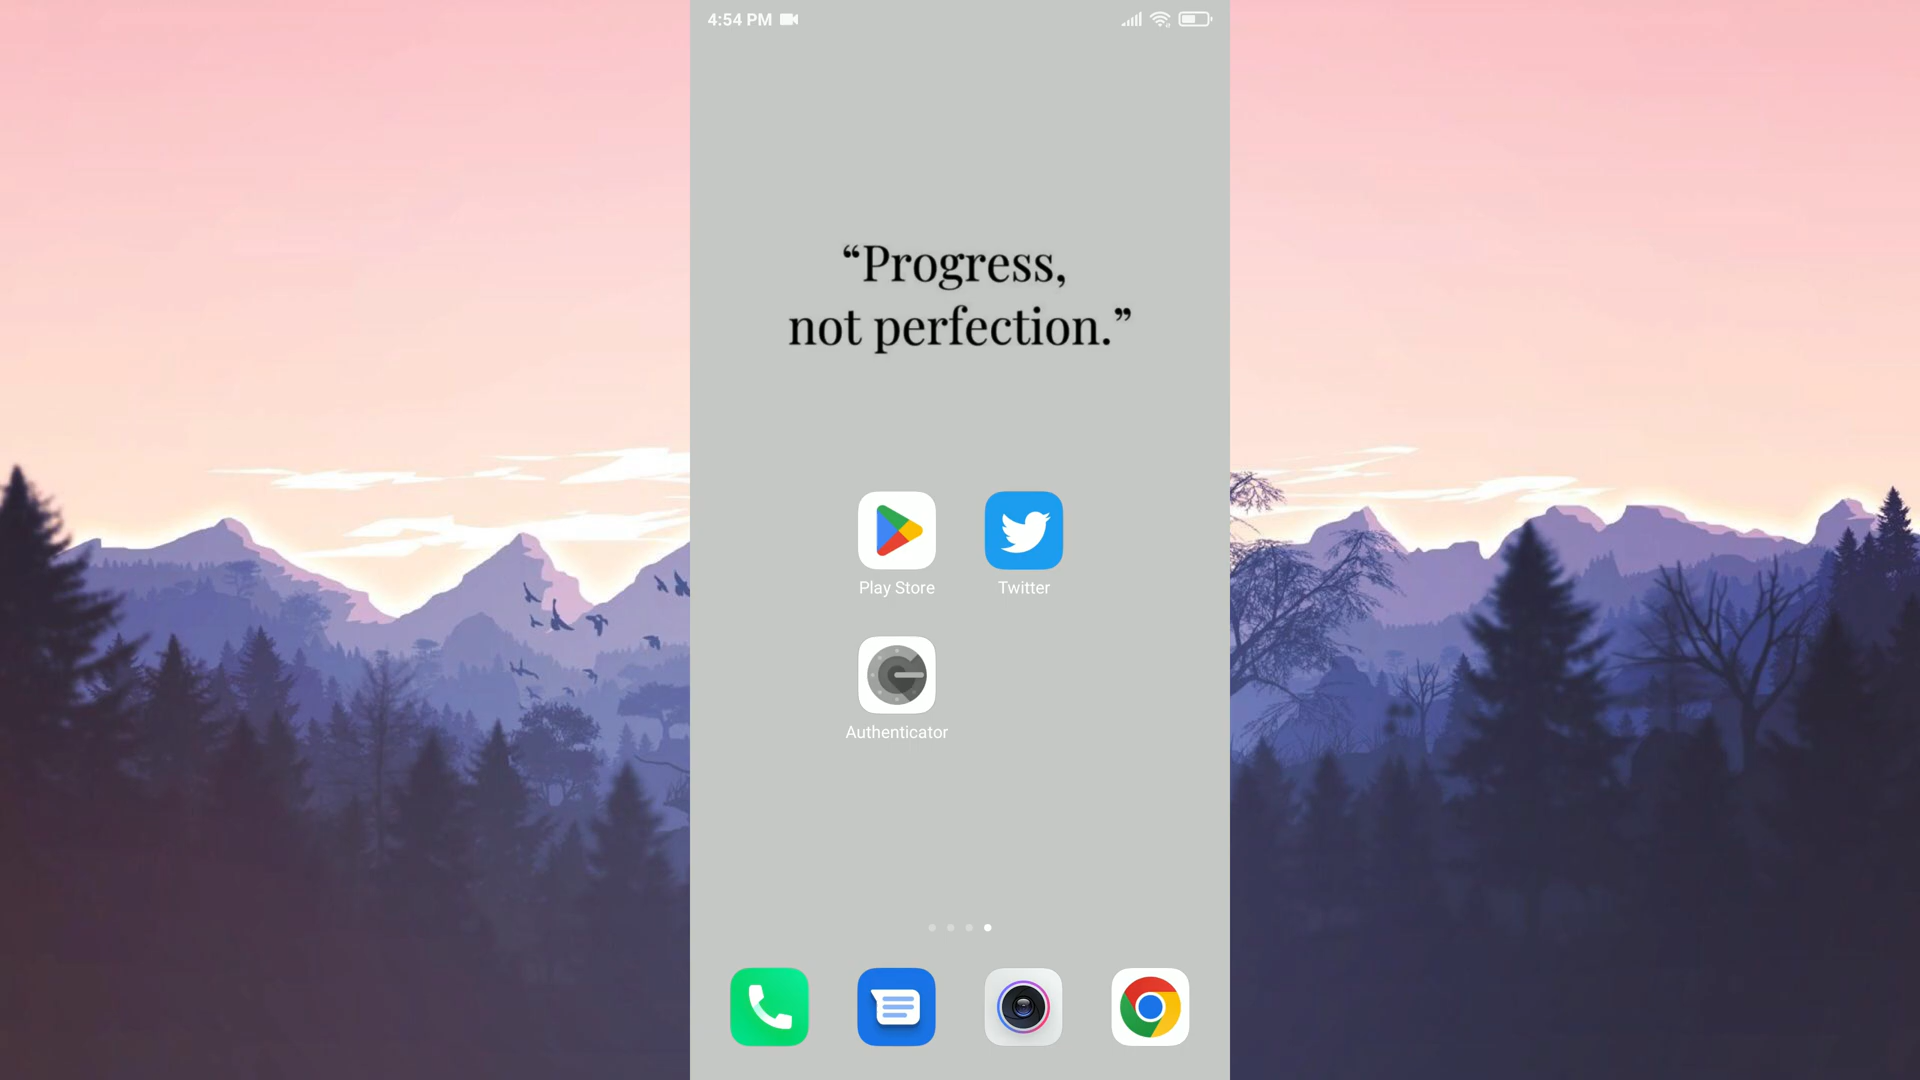 4:54 PM
“Progress,
not perfection.”
Play Store
Twitter
Authenticator